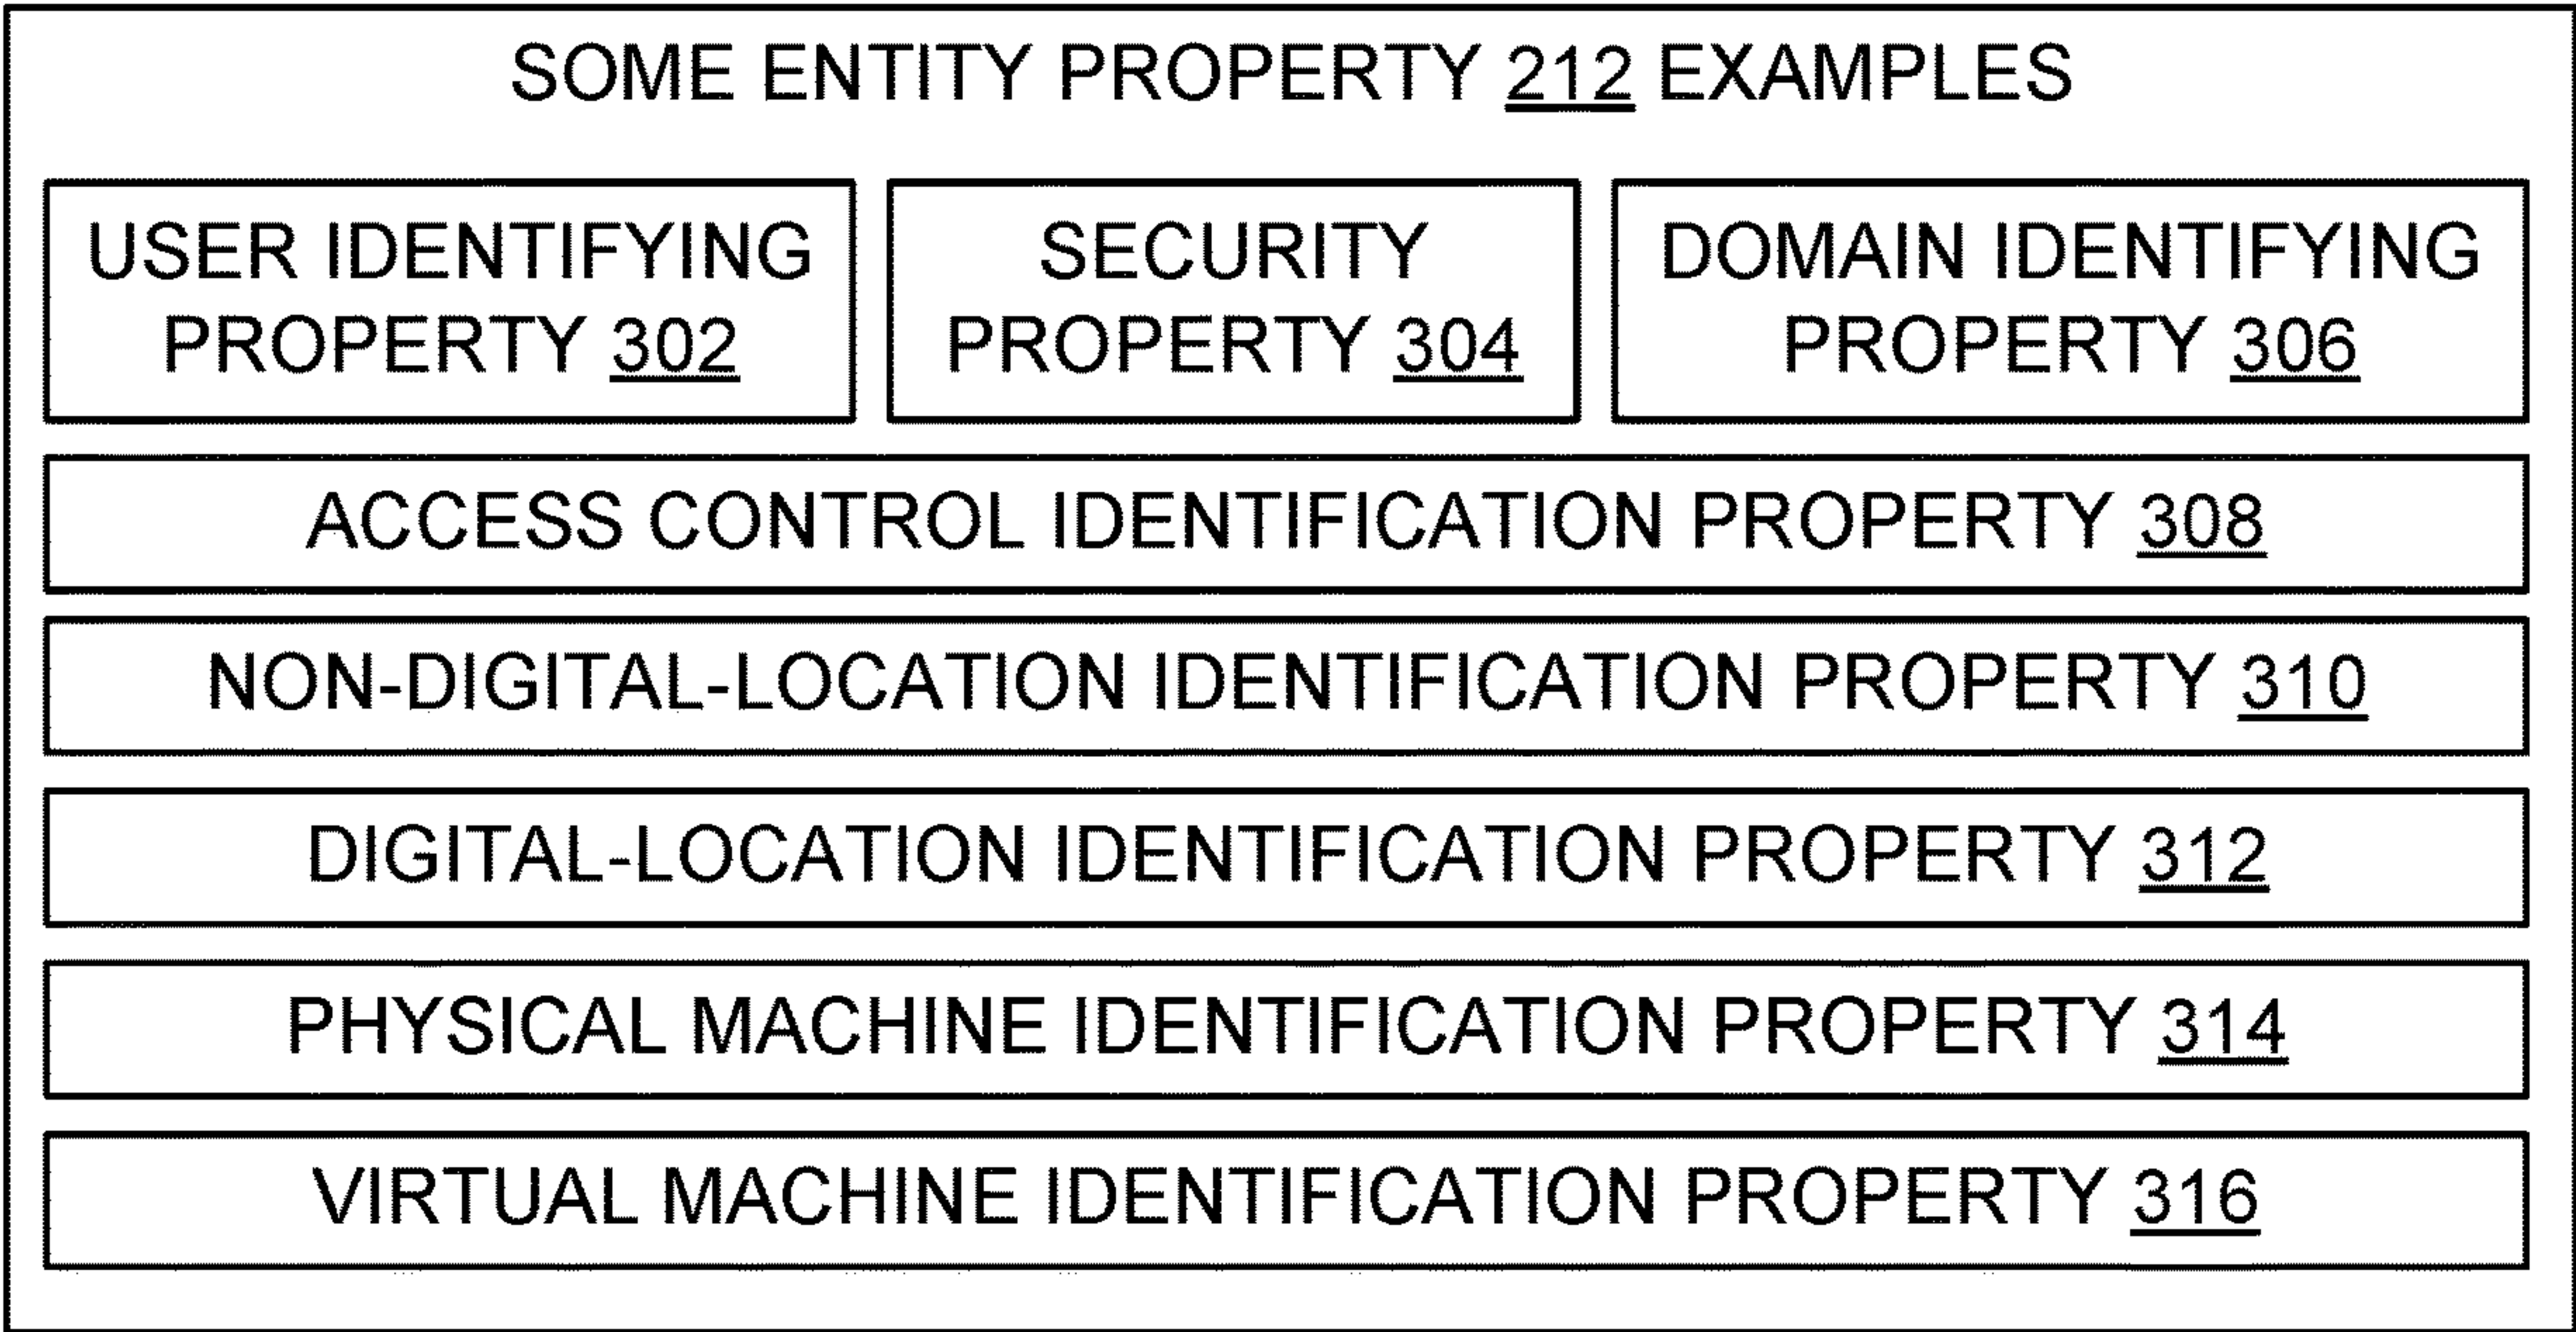 SOME ENTITY PROPERTY 212 EXAMPLES
USER IDENTIFYING
PROPERTY 302
SECURITY
PROPERTY 304
DOMAIN IDENTIFYING
PROPERTY 306
ACCESS CONTROL IDENTIFICATION PROPERTY 308
NON-DIGITAL-LOCATION IDENTIFICATION PROPERTY 310
DIGITAL-LOCATION IDENTIFICATION PROPERTY 312
PHYSICAL MACHINE IDENTIFICATION PROPERTY 314
VIRTUAL MACHINE IDENTIFICATION PROPERTY 316